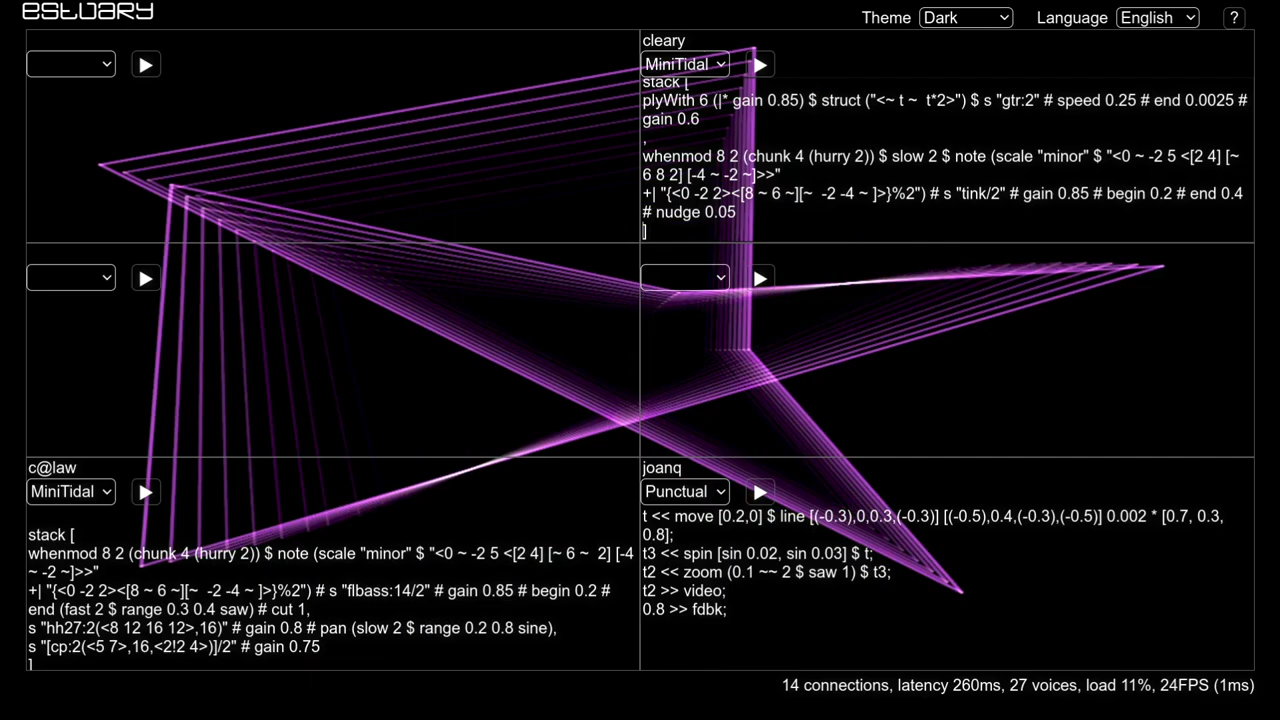 estuary
Theme Dark Language English ?
cleary
MiniTidal
stack [
plyWith 6 (|* gain 0.85) $ struct ("<~ t ~  t*2>") $ s "gtr:2" # speed 0.25 # end 0.0025 #
gain 0.6
,
whenmod 8 2 (chunk 4 (hurry 2)) $ slow 2 $ note (scale "minor" $ "<0 ~ -2 5 <[2 4] [~
6 8 2] [-4 ~ -2 ~]>>"
+| "{<0 -2 2><[8 ~ 6 ~][~  -2 -4 ~ ]>}%2") # s "tink/2" # gain 0.85 # begin 0.2 # end 0.4
# nudge 0.05
]
c@law
MiniTidal
stack [
whenmod 8 2 (chunk 4 (hurry 2)) $ note (scale "minor" $ "<0 ~ -2 5 <[2 4] [~ 6 ~  2] [-4
~ -2 ~]>>"
+| "{<0 -2 2><[8 ~ 6 ~][~  -2 -4 ~ ]>}%2") # s "flbass:14/2" # gain 0.85 # begin 0.2 #
end (fast 2 $ range 0.3 0.4 saw) # cut 1,
s "hh27:2(<8 12 16 12>,16)" # gain 0.8 # pan (slow 2 $ range 0.2 0.8 sine),
s "[cp:2(<5 7>,16,<2!2 4>)]/2" # gain 0.75
]
joanq
Punctual
t << move [0.2,0] $ line [(-0.3),0,0.3,(-0.3)] [(-0.5),0.4,(-0.3),(-0.5)] 0.002 * [0.7, 0.3,
0.8];
t3 << spin [sin 0.02, sin 0.03] $ t;
t2 << zoom (0.1 ~~ 2 $ saw 1) $ t3;
t2 >> video;
0.8 >> fdbk;
14 connections, latency 260ms, 27 voices, load 11%, 24FPS (1ms)